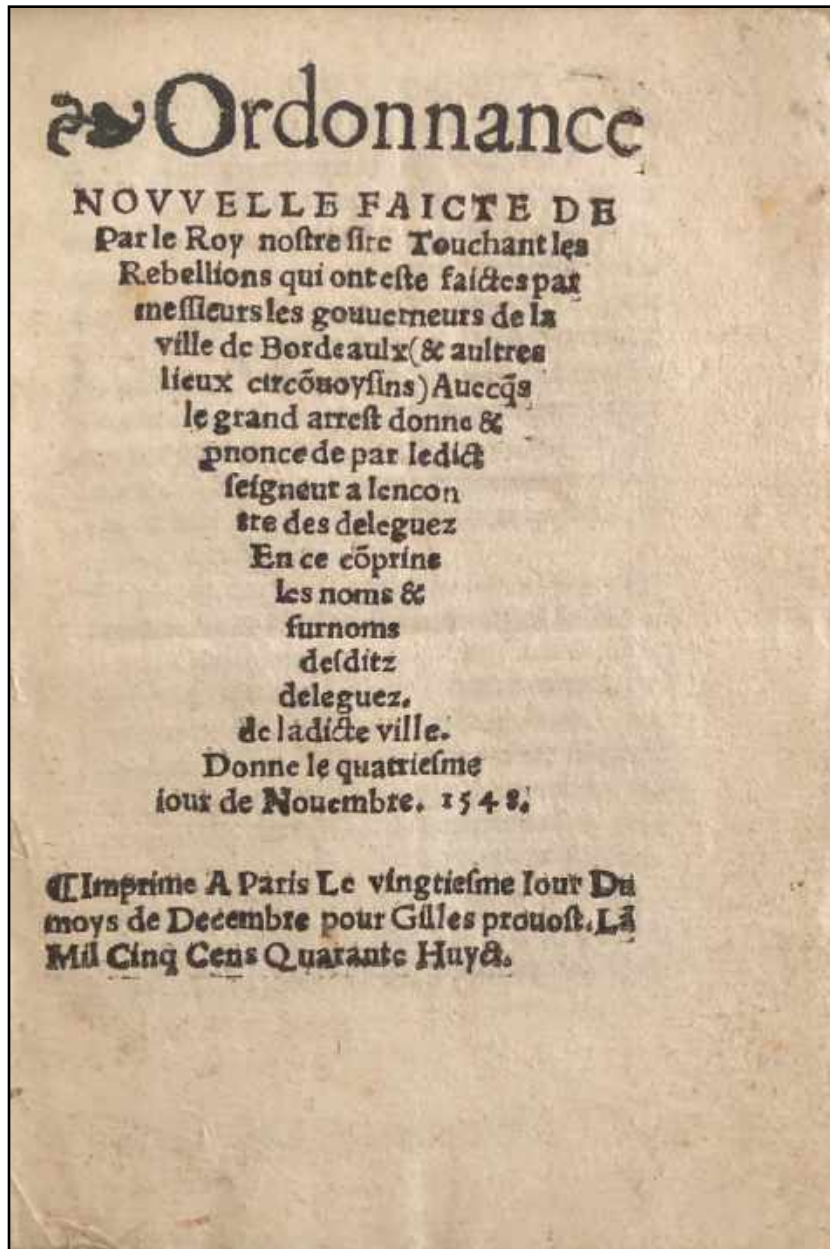 ❧Ordonnance
NOVVELLE FAICTE DE
Par le Roy noſtre ſire Touchant les
Rebellions qui ont eſte faictes par
meſſieurs les gouuerneurs de la
ville de Bordeaulx(& aultres
lieux circõuoyſins)Auecq̃s
le grand arreſt donne &
ꝓnonce de par ledict
ſeigneur a lencon
tre des deleguez
En ce cõprins
les noms &
ſurnoms
deſditz
deleguez.
de ladicte ville.
Donne le quatrieſme
iour de Nouembre. 1548.
❡Imprime A Paris Le vingtieſme Iour Du
moys de Decembre pour Gilles prouoſt.Lã
Mil Cinq Cens Quarante Huyct.